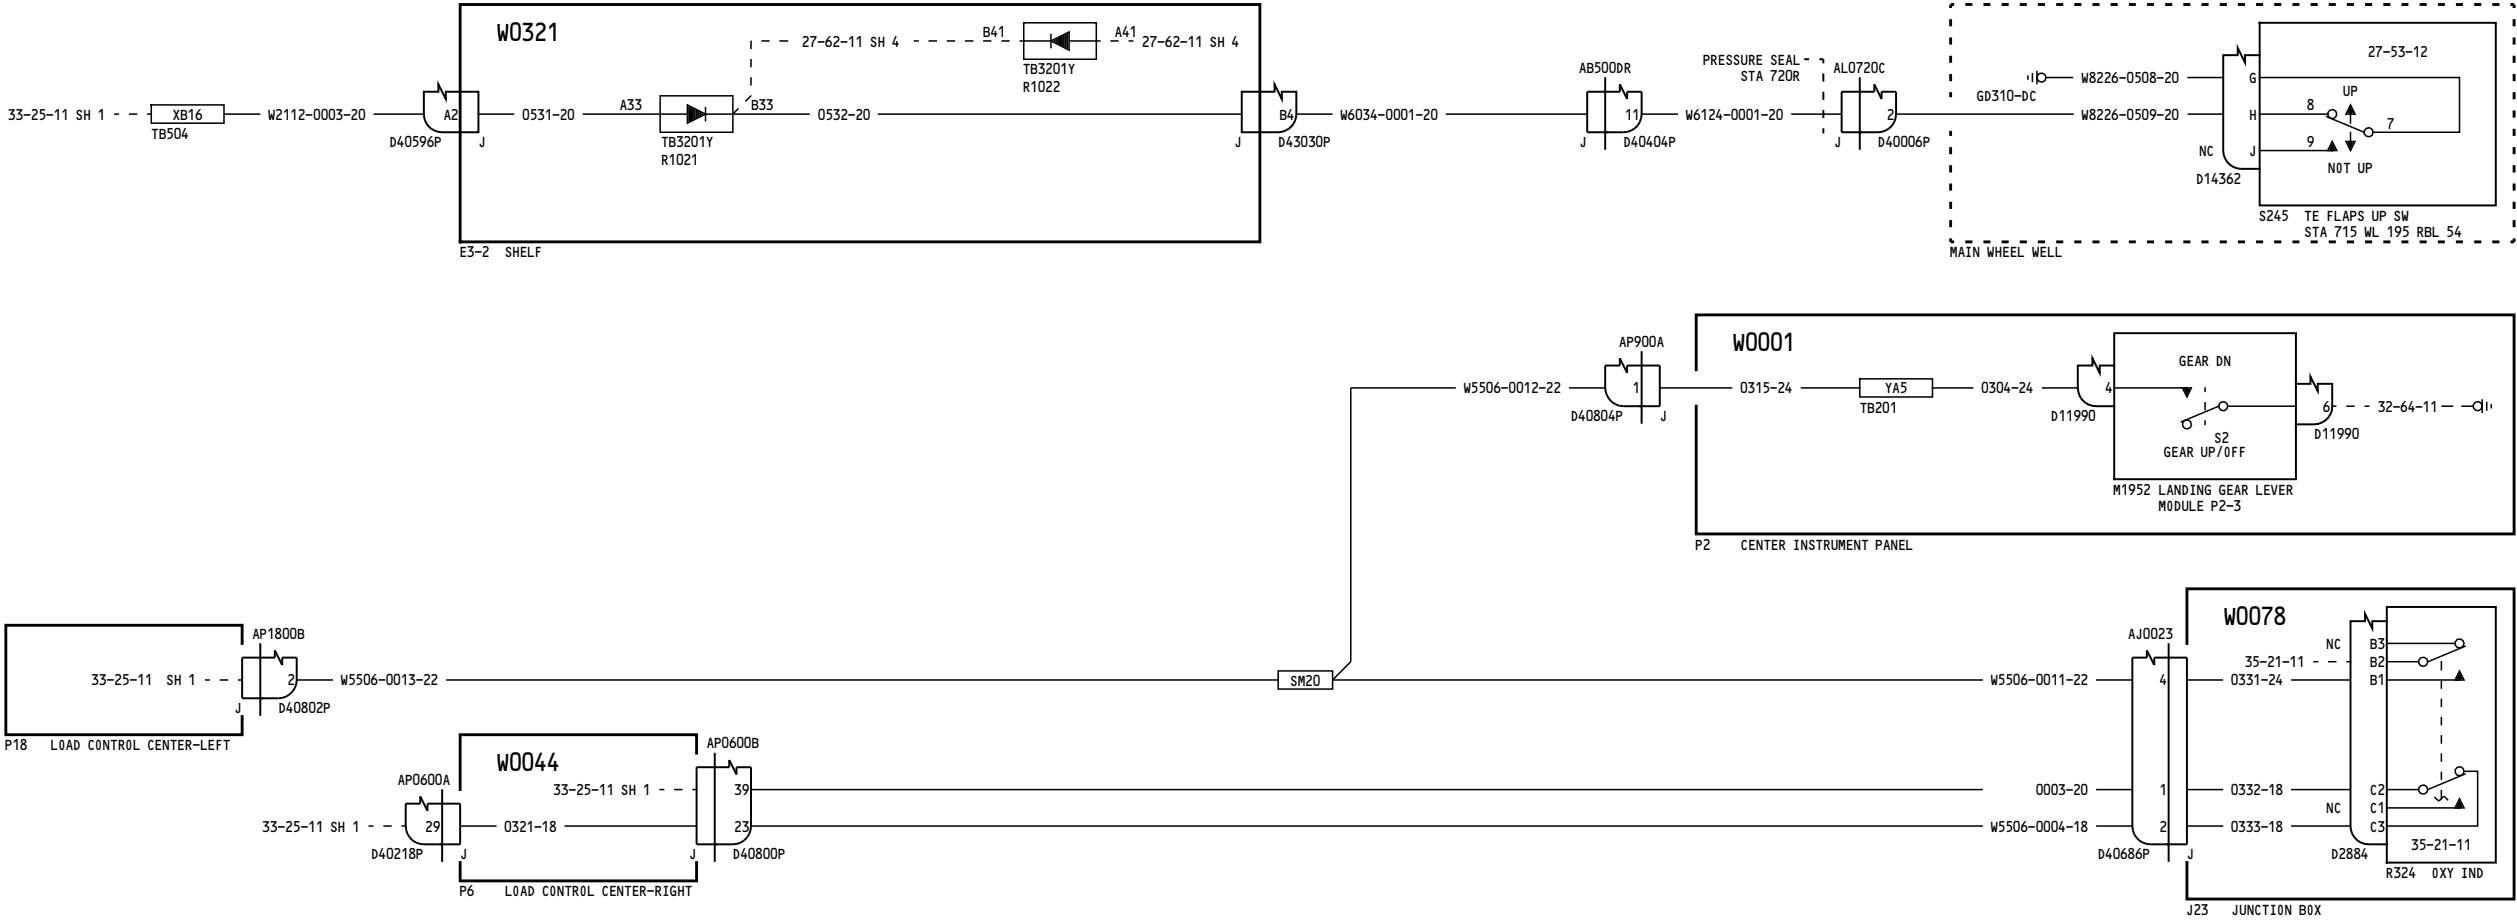 W0321
33-25-11 SH 1
XB16
TB504
W2112-0003-20
A2
D40596P
J
0531-20
A33
TB3201Y
R1021
B33
27-62-11 SH 4
B41
TB3201Y
R1022
A41
27-62-11 SH 4
0532-20
J
B4
D43030P
E3-2 SHELF
W6034-0001-20
AB500DR
11
J
D40404P
W6124-0001-20
PRESSURE SEAL
STA 720R
AL0720C
2
J
D40006P
GD310-DC
W8226-0508-20
W8226-0509-20
G
H
NC
J
D14362
27-53-12
UP
8
7
9
NOT UP
S245 TE FLAPS UP SW
STA 715 WL 195 RBL 54
MAIN WHEEL WELL
W5506-0012-22
AP900A
1
D40804P
J
W0001
0315-24
YA5
TB201
0304-24
4
D11990
GEAR DN
S2
GEAR UP/OFF
6
D11990
32-64-11
M1952 LANDING GEAR LEVER
MODULE P2-3
P2 CENTER INSTRUMENT PANEL
33-25-11 SH 1
AP1800B
2
J
D40802P
P18 LOAD CONTROL CENTER-LEFT
W5506-0013-22
SM20
W5506-0011-22
AJ0023
4
W0078
0331-24
NC
B3
35-21-11
B2
B1
W0044
AP0600A
33-25-11 SH 1
29
D40218P
J
0321-18
33-25-11 SH 1
AP0600B
39
23
J
D40800P
P6 LOAD CONTROL CENTER-RIGHT
0003-20
1
0332-18
C2
NC
C1
W5506-0004-18
2
0333-18
C3
D40686P
J
D2884
35-21-11
R324 OXY IND
J23 JUNCTION BOX